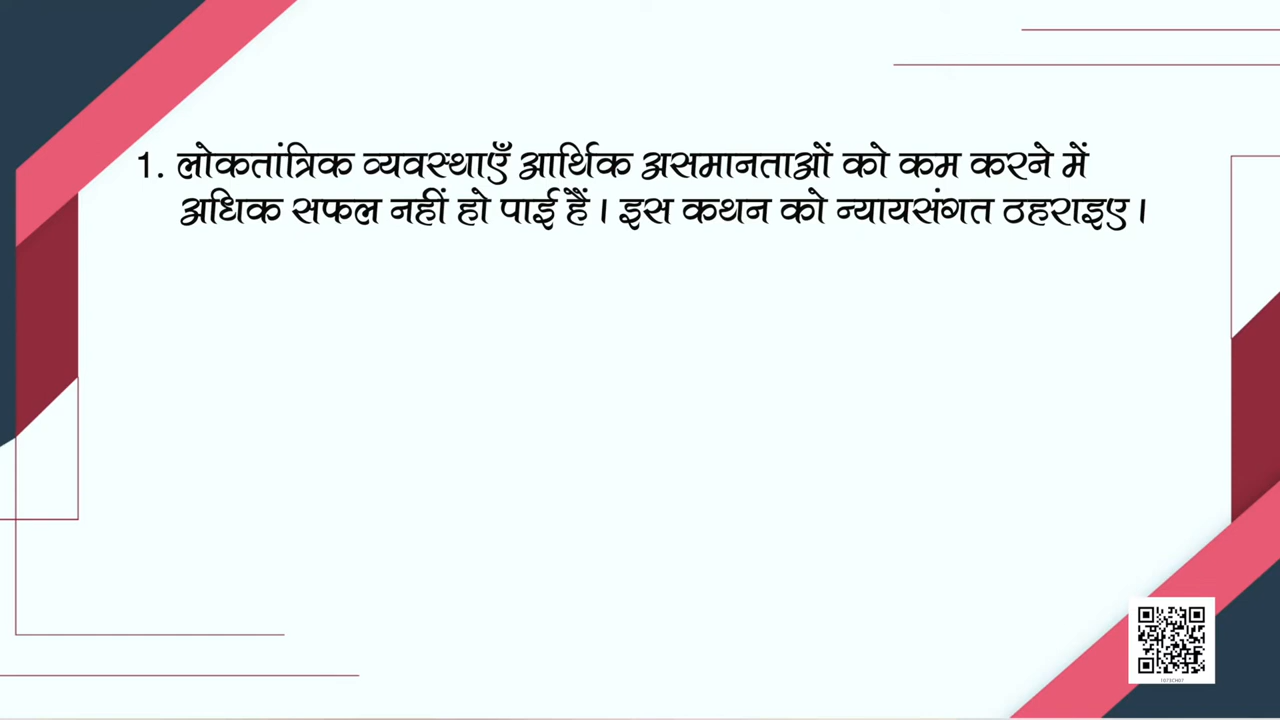 1. लोकतांत्रिक व्यवस्थाएँ आर्थिक असमानताओं को कम करने में
अधिक सफल नहीं हो पाई हैं। इस कथन को न्यायसंगत ठहराइए।